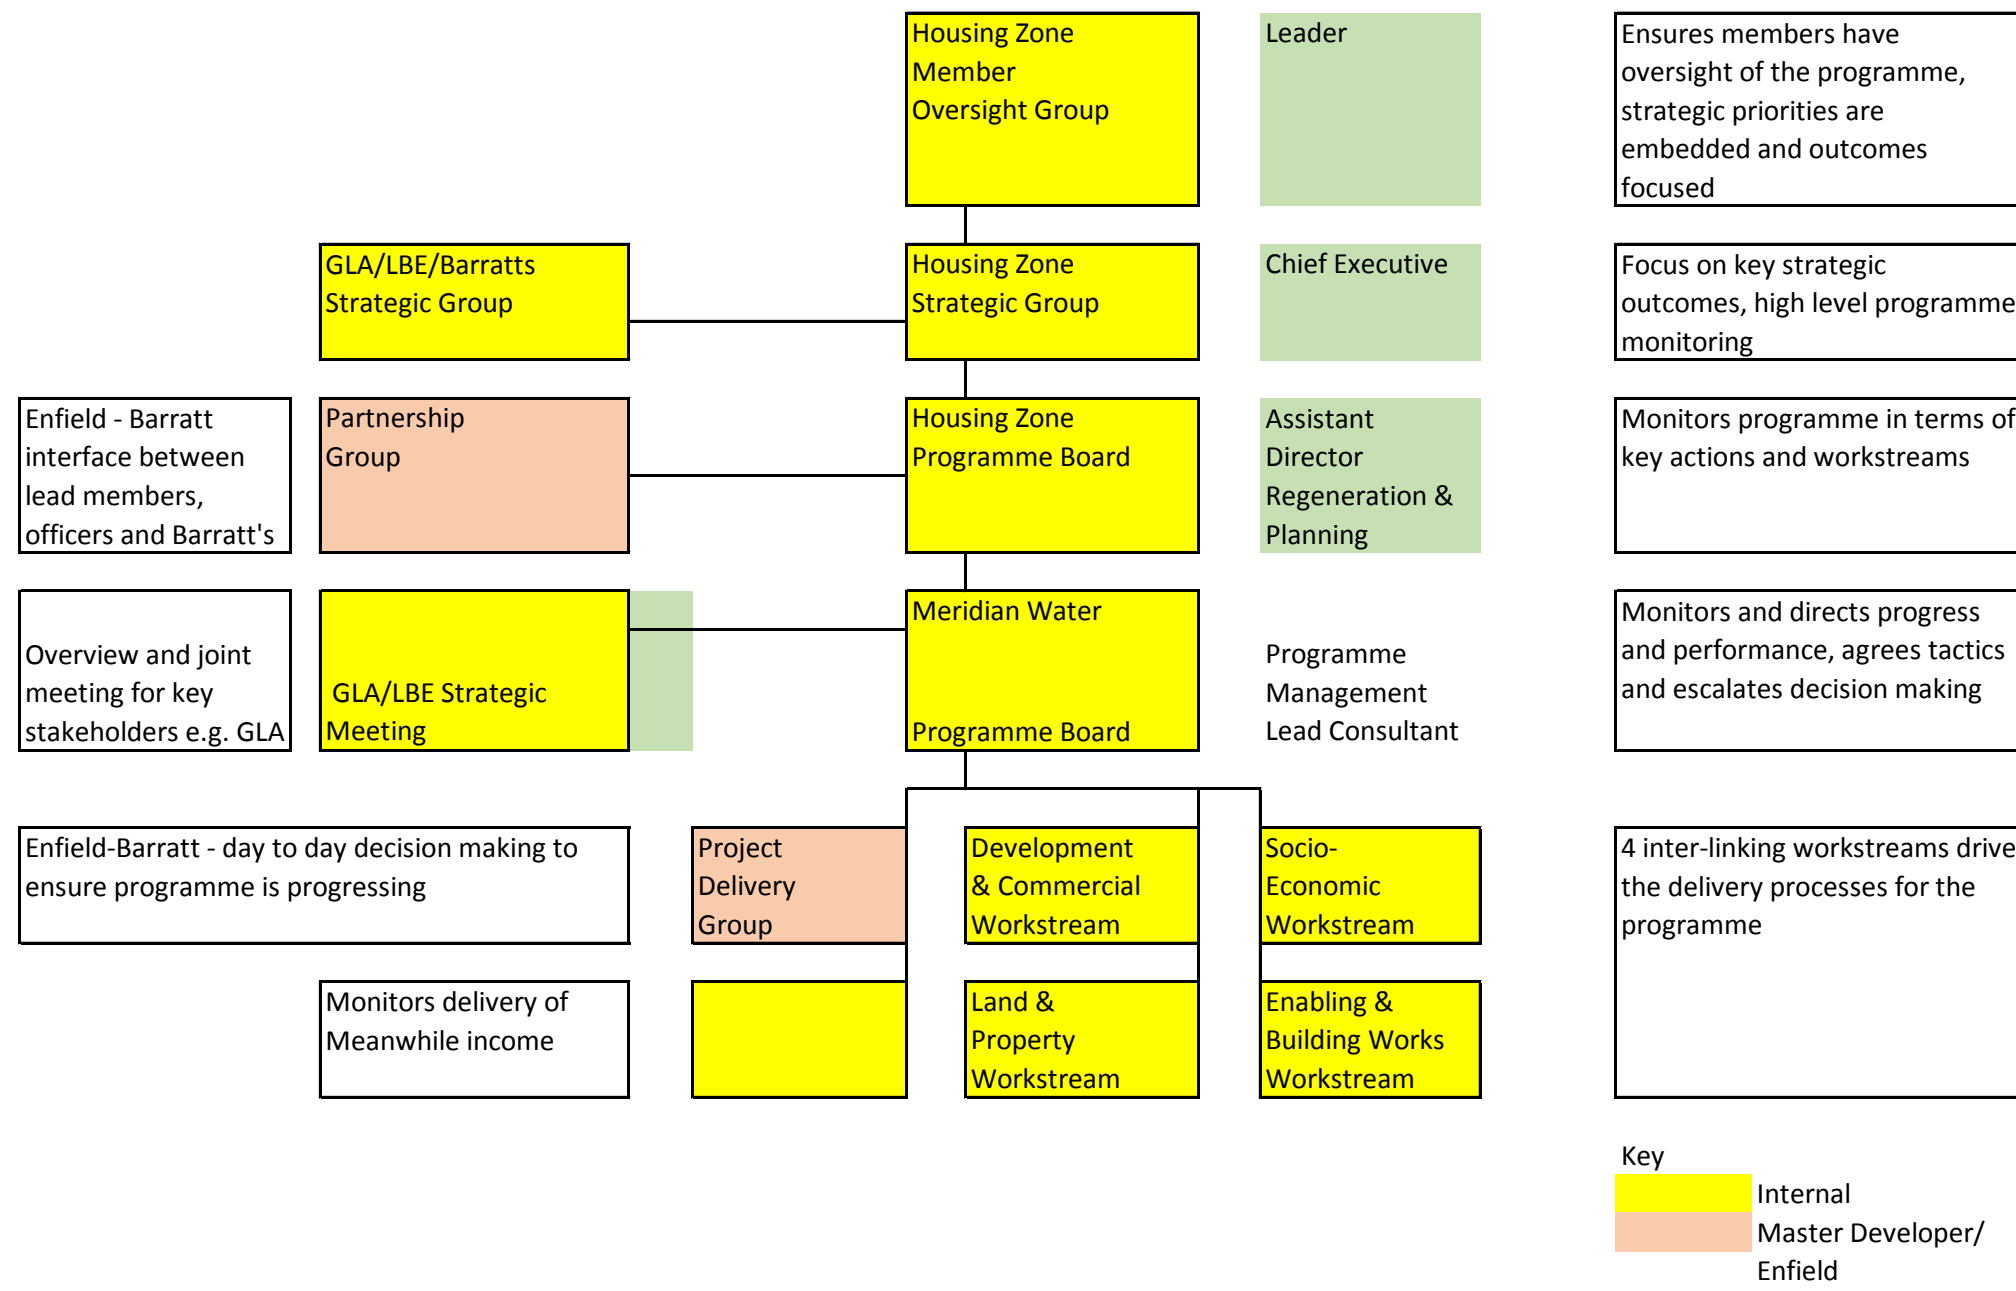 Housing Zone
Member
Oversight Group
Leader
Ensures members have
oversight of the programme,
strategic priorities are
embedded and outcomes
focused
GLA/LBE/Barratts
Strategic Group
Housing Zone
Strategic Group
Chief Executive
Focus on key strategic
outcomes, high level programme
monitoring
Enfield - Barratt
interface between
lead members,
officers and Barratt's
Partnership
Group
Housing Zone
Programme Board
Assistant
Director
Regeneration &
Planning
Monitors programme in terms of
key actions and workstreams
Overview and joint
meeting for key
stakeholders e.g. GLA
GLA/LBE Strategic
Meeting
Meridian Water
Programme Board
Programme
Management
Lead Consultant
Monitors and directs progress
and performance, agrees tactics
and escalates decision making
Enfield-Barratt - day to day decision making to
ensure programme is progressing
Project
Delivery
Group
Development
& Commercial
Workstream
Socio-
Economic
Workstream
4 inter-linking workstreams drive
the delivery processes for the
programme
Monitors delivery of
Meanwhile income
Land &
Property
Workstream
Enabling &
Building Works
Workstream
Key
Internal
Master Developer/
Enfield